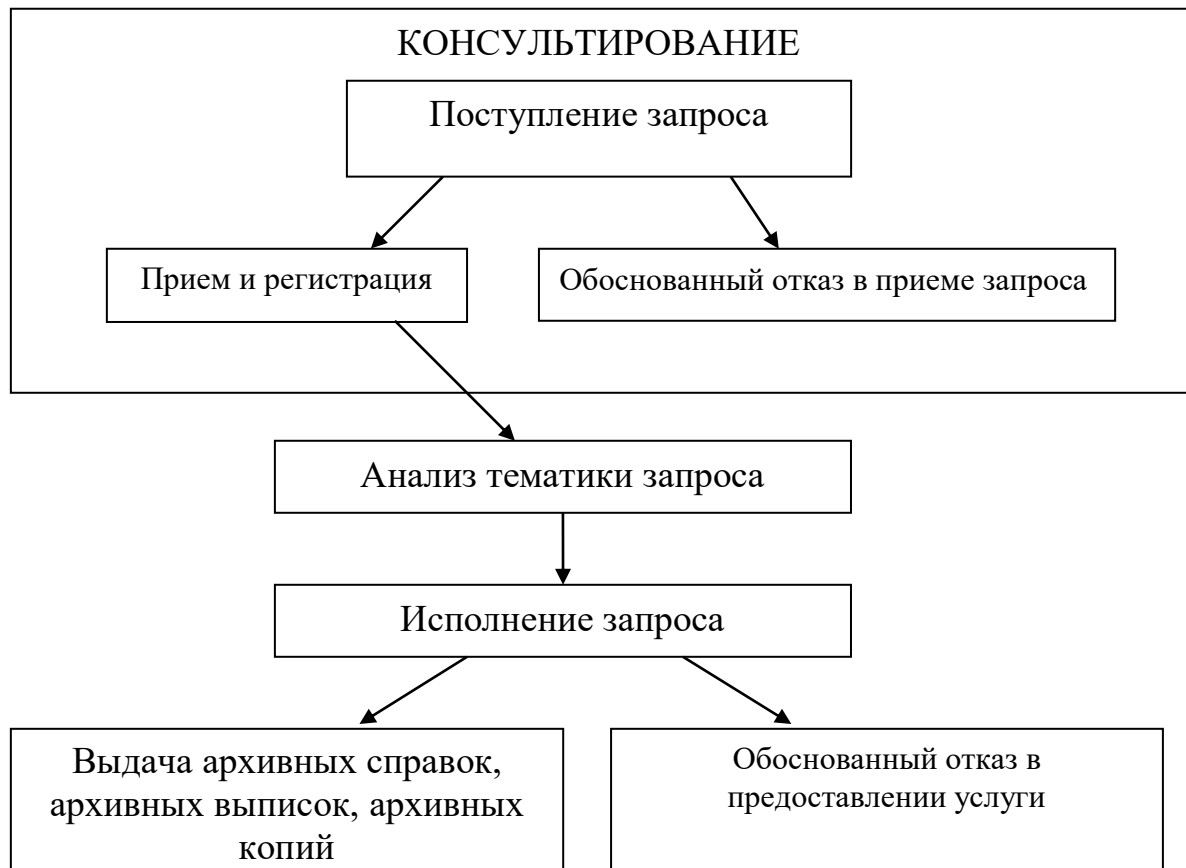 КОНСУЛЬТИРОВАНИЕ
Поступление запроса
Прием и регистрация
Обоснованный отказ в приеме запроса
Анализ тематики запроса
Исполнение запроса
Выдача архивных справок,
архивных выписок, архивных
копий
Обоснованный отказ в
предоставлении услуги